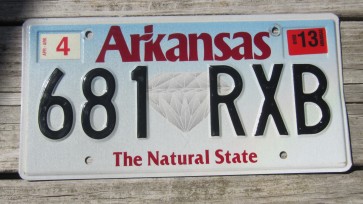 4 Arkansas 13
681 RXB
The Natural State